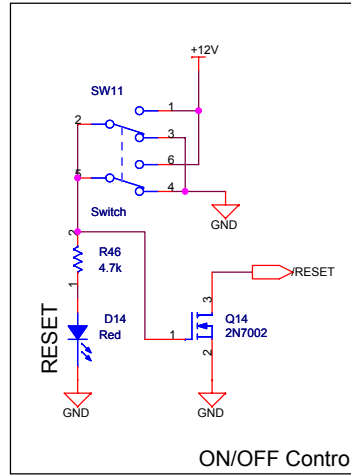 +12V
SW11
1
2
3
6
5
4
Switch
GND
2
R46
4.7k
/RESET
1
3
RESET
D14
Red
Q14
2N7002
1
2
GND
GND
ON/OFF Contro